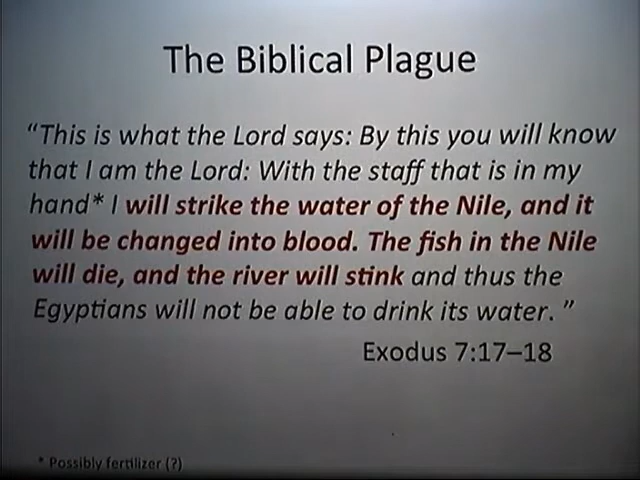 The Biblical Plague
“This is what the Lord says: By this you will know
that I am the Lord: With the staff that is in my
hand* I will strike the water of the Nile, and it
will be changed into blood. The fish in the Nile
will die, and the river will stink and thus the
Egyptians will not be able to drink its water. ”
Exodus 7:17–18
* Possibly fertilizer (?)